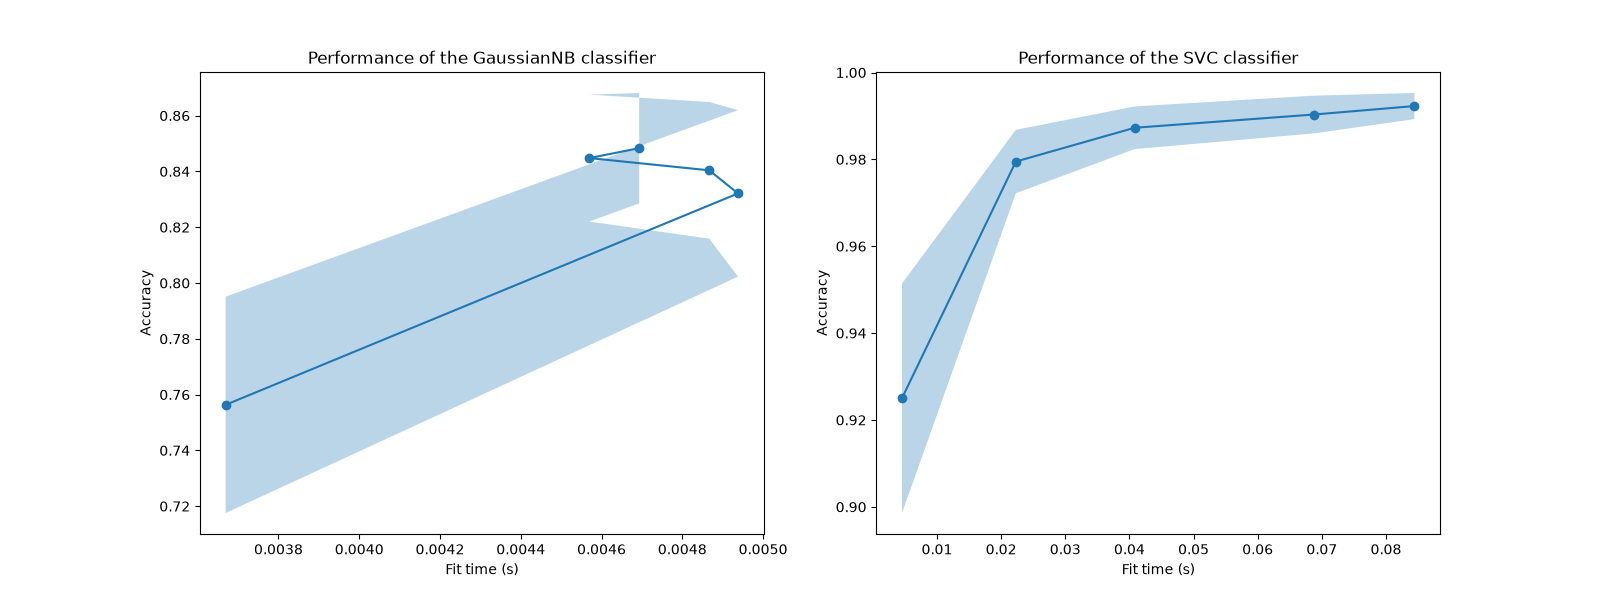 Performance of the GaussianNB classifier
0.86
0.84
0.82
0.80
0.78
0.76
0.74
0.72
Accuracy
0.0038 0.0040 0.0042 0.0044 0.0046 0.0048 0.0050
Fit time (s)
Performance of the SVC classifier
1.00
0.98
0.96
0.94
0.92
0.90
Accuracy
0.01 0.02 0.03 0.04 0.05 0.06 0.07 0.08
Fit time (s)